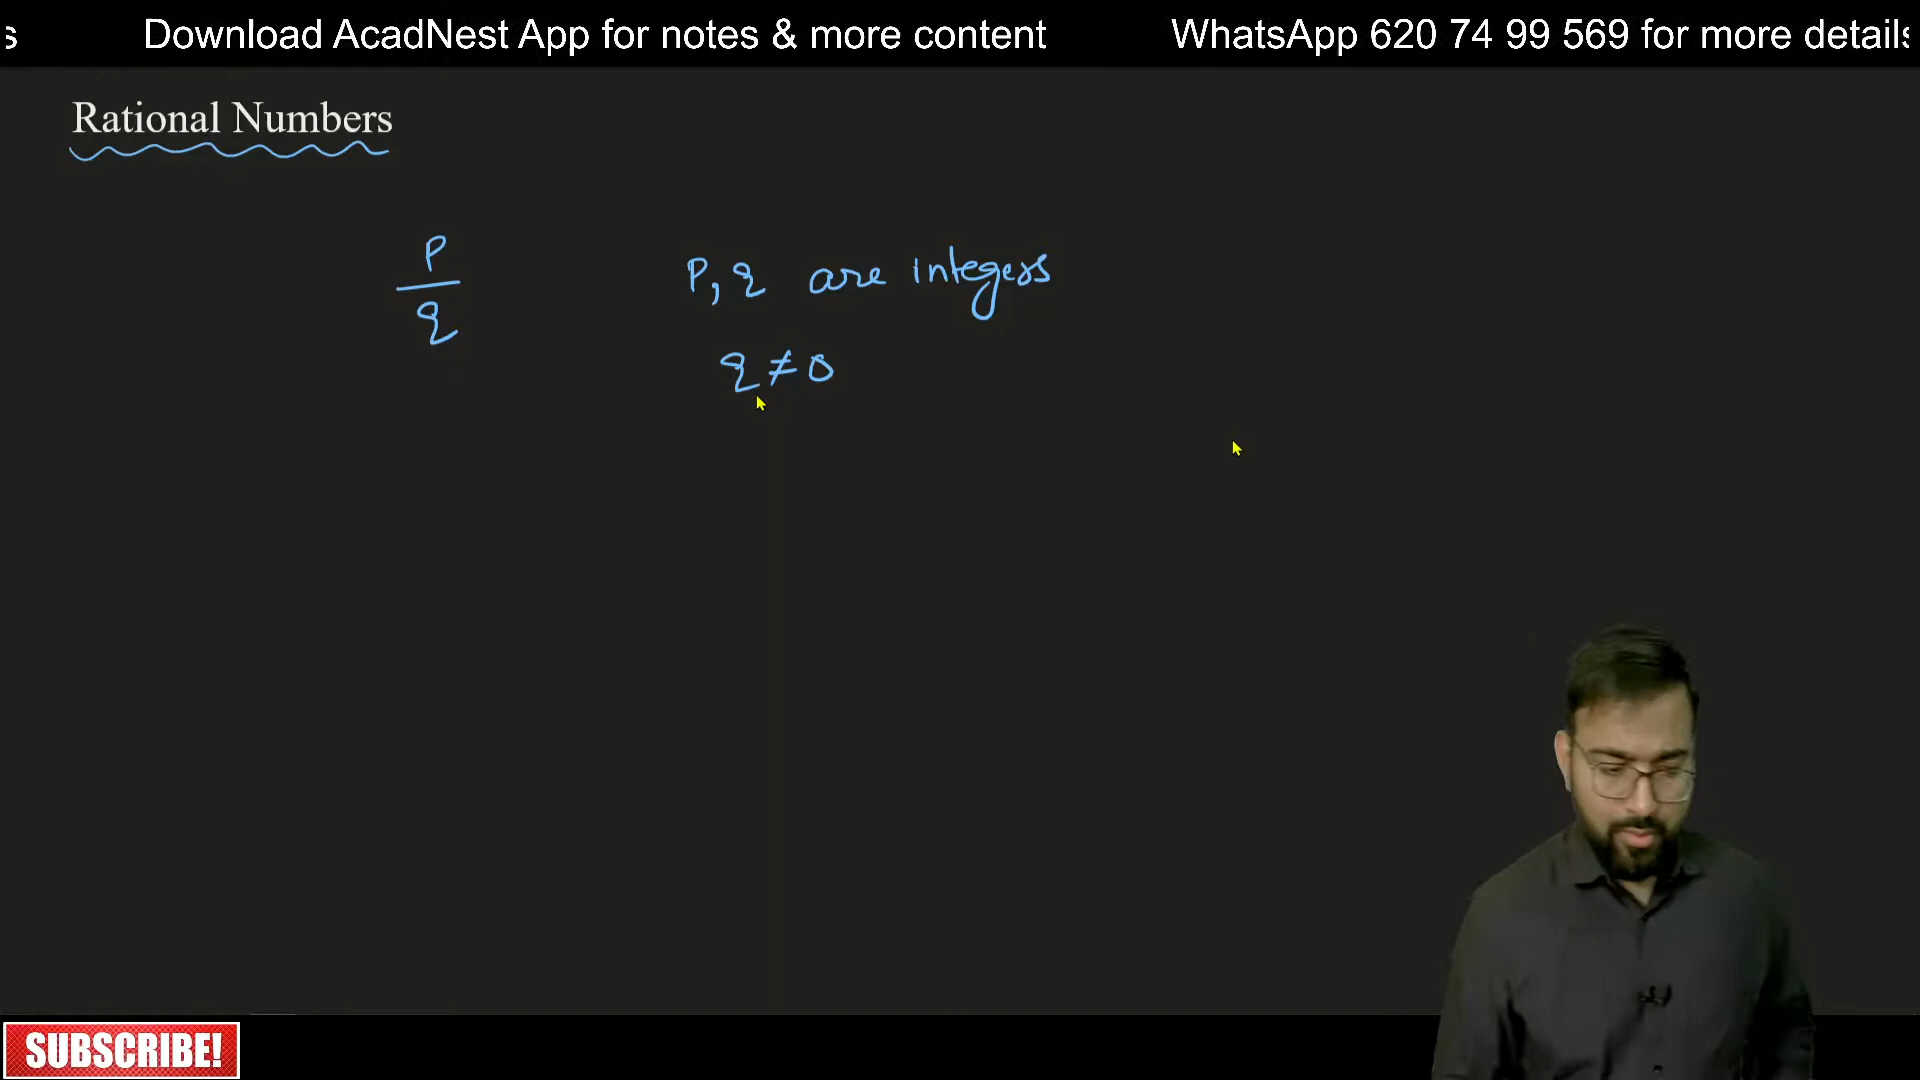 s Download AcadNest App for notes & more content WhatsApp 620 74 99 569 for more details
Rational Numbers
P
q
P, q are integers
q ≠ 0
SUBSCRIBE!